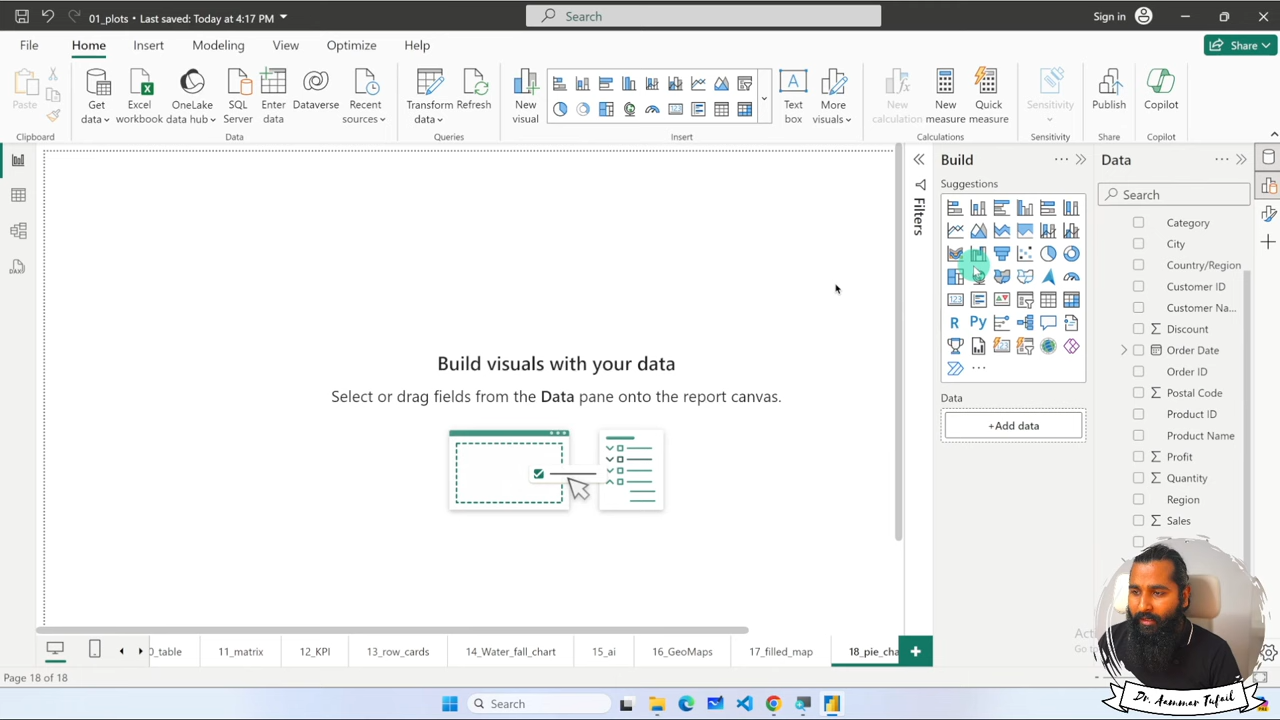 01_plots • Last saved: Today at 4:17 PM
Search
Sign in
File
Home
Insert
Modeling
View
Optimize
Help
Share
Paste
Get data
Excel workbook
OneLake data hub
SQL Server
Enter data
Dataverse
Recent sources
Transform data
Refresh
New visual
Text box
More visuals
New calculation
New measure
Quick measure
Sensitivity
Publish
Copilot
Clipboard
Data
Queries
Insert
Calculations
Sensitivity
Share
Copilot
Filters
Build
Suggestions
R
Py
Data
+Add data
Data
Search
Category
City
Country/Region
Customer ID
Customer Na...
Discount
Order Date
Order ID
Postal Code
Product ID
Product Name
Profit
Quantity
Region
Sales
Build visuals with your data
Select or drag fields from the Data pane onto the report canvas.
0_table
11_matrix
12_KPI
13_row_cards
14_Water_fall_chart
15_ai
16_GeoMaps
17_filled_map
18_pie_cha
Page 18 of 18
Search
Dr. Aammar Tufail